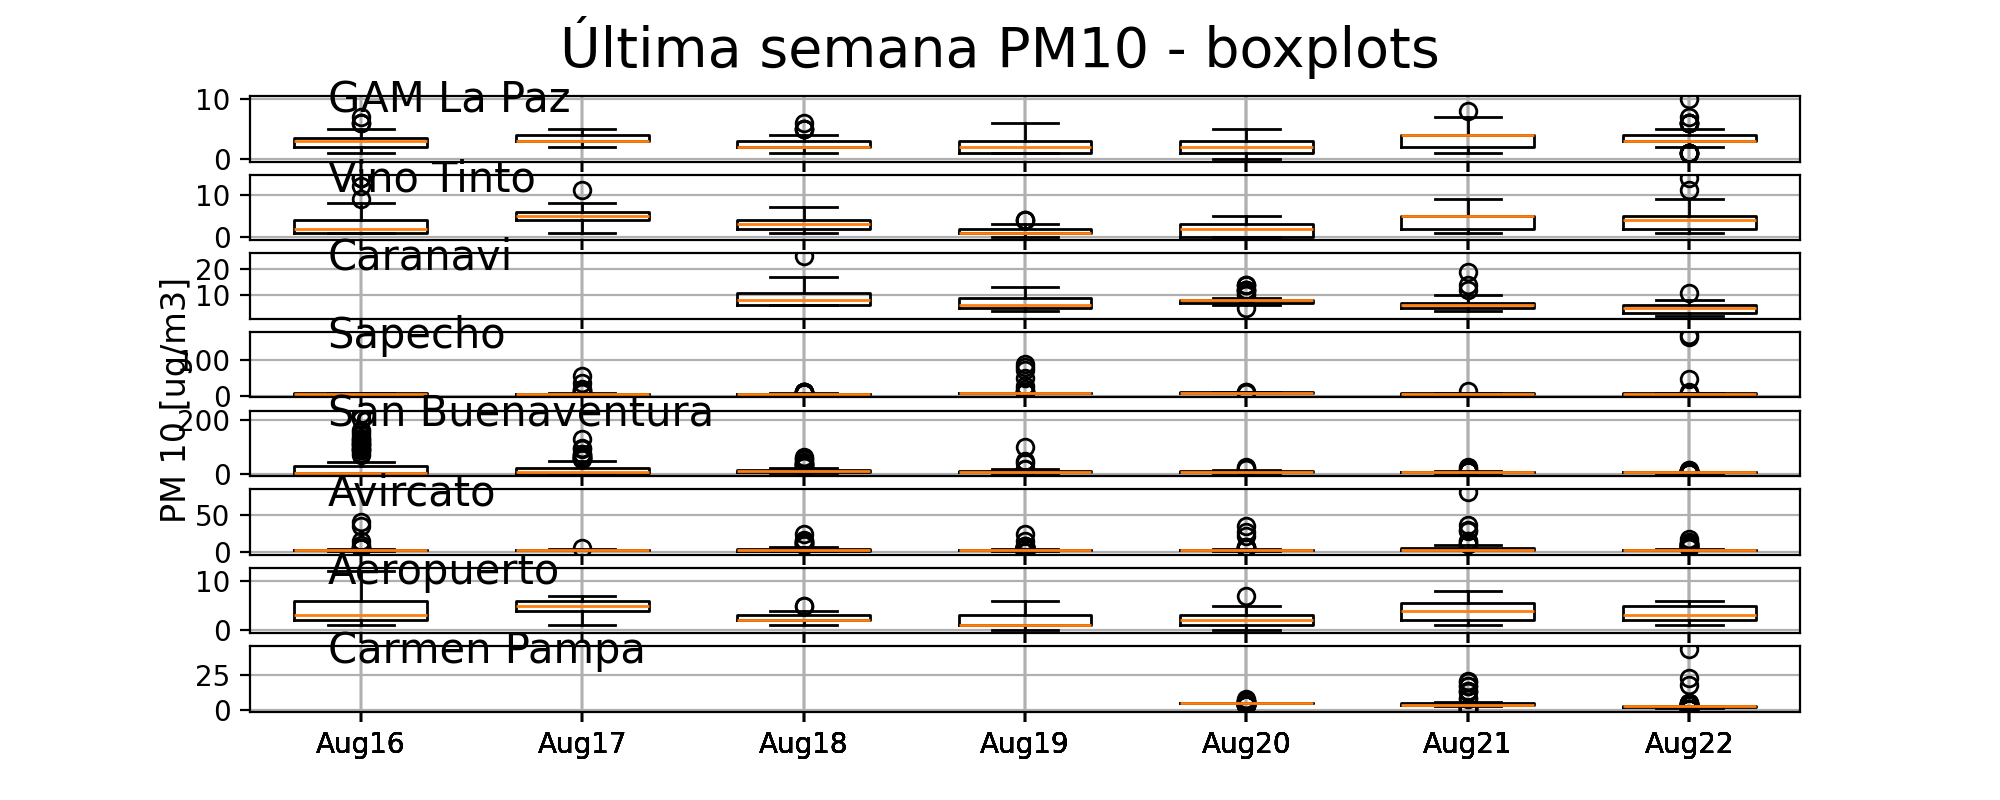 Última semana PM10 - boxplots
GAM La Paz
10
0
Vino Tinto
10
0
Caranavi
20
10
Sapecho
100
0
San Buenaventura
200
0
Avircato
50
0
Aeropuerto
10
0
Carmen Pampa
25
0
PM 10 [ug/m3]
Aug16 Aug17 Aug18 Aug19 Aug20 Aug21 Aug22